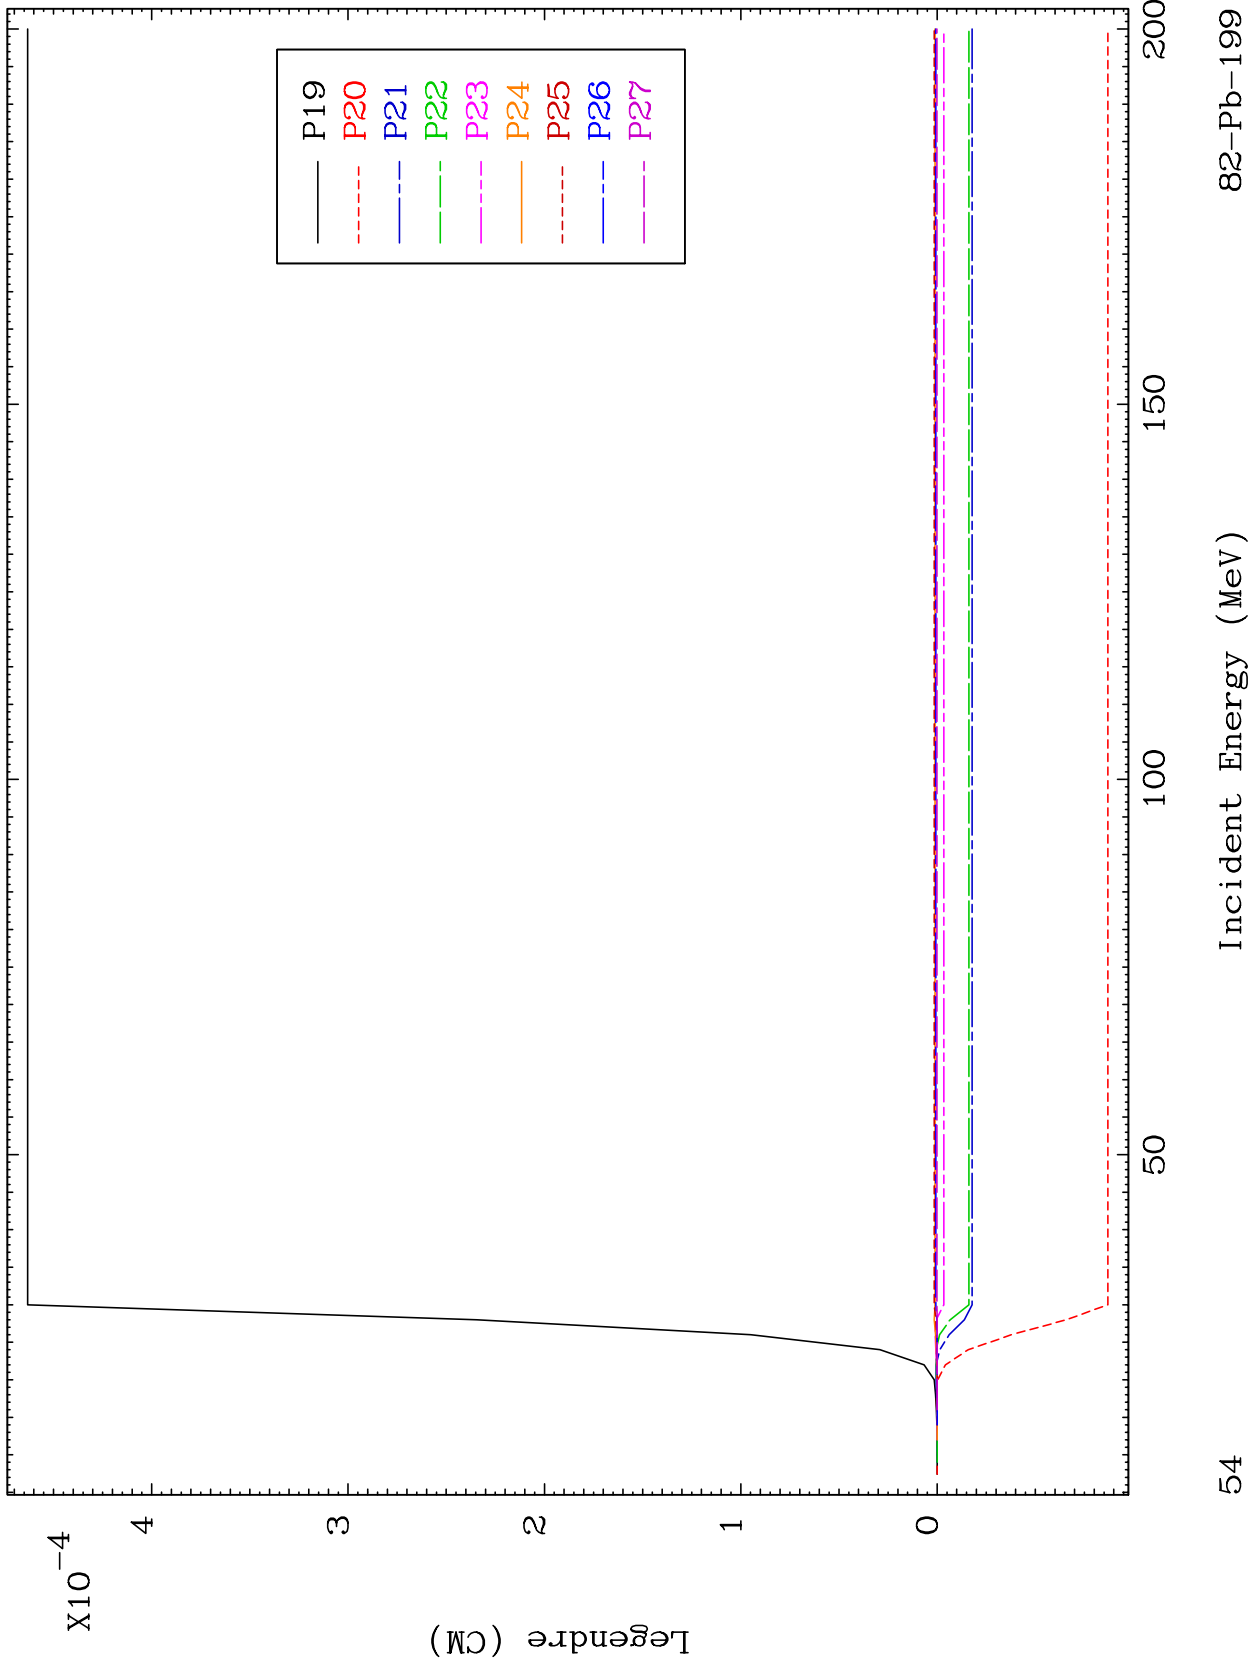 X10-4
Legendre (CM)
4
3
2
1
0
P19
P20
P21
P22
P23
P24
P25
P26
P27
50
100
150
200
54
Incident Energy (MeV)
82-Pb-199